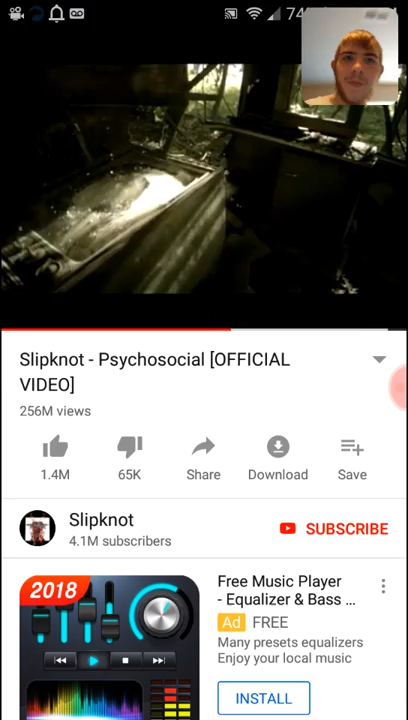 74
Slipknot - Psychosocial [OFFICIAL
VIDEO]
256M views
1.4M
65K
Share
Download
Save
Slipknot
4.1M subscribers
SUBSCRIBE
2018
Free Music Player
- Equalizer & Bass ...
Ad FREE
Many presets equalizers
Enjoy your local music
INSTALL